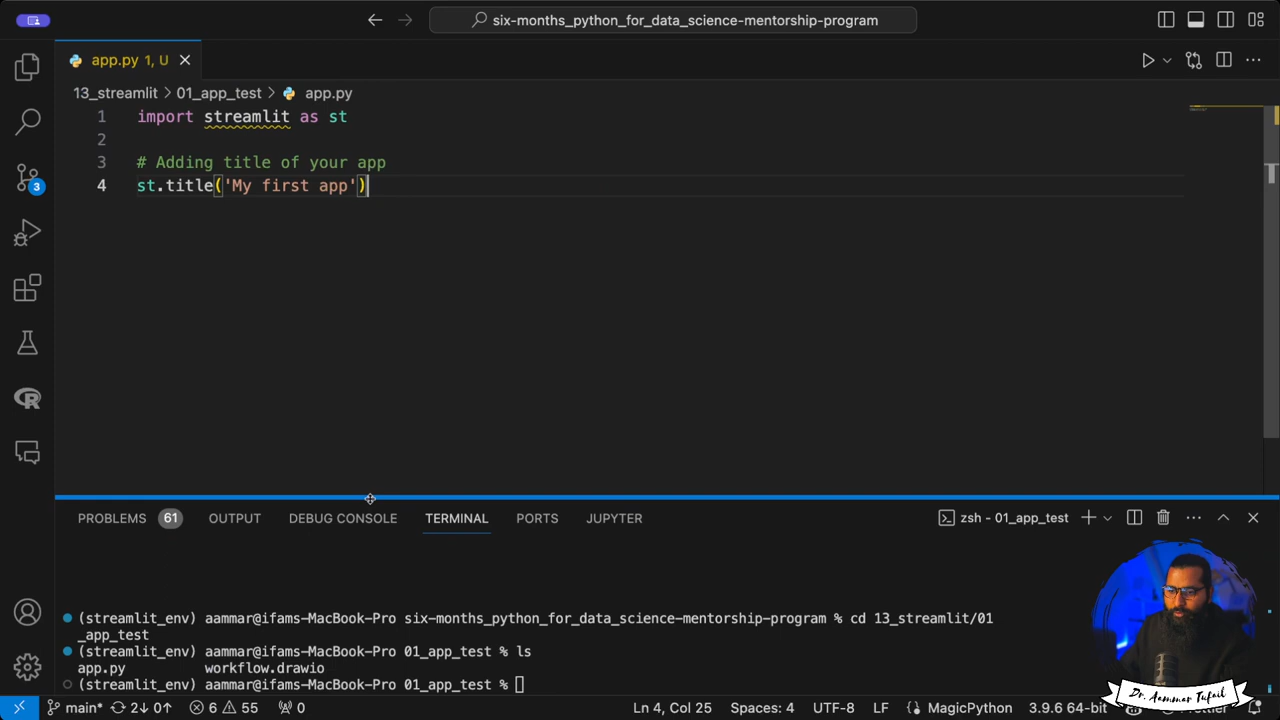 six-months_python_for_data_science-mentorship-program
app.py 1, U
13_streamlit > 01_app_test > app.py
1 import streamlit as st
2
3 # Adding title of your app
4 st.title('My first app')
3
PROBLEMS 61 OUTPUT DEBUG CONSOLE TERMINAL PORTS JUPYTER zsh - 01_app_test
(streamlit_env) aammar@ifams-MacBook-Pro six-months_python_for_data_science-mentorship-program % cd 13_streamlit/01
_app_test
(streamlit_env) aammar@ifams-MacBook-Pro 01_app_test % ls
app.py workflow.drawio
(streamlit_env) aammar@ifams-MacBook-Pro 01_app_test %
Dr. Aammar Tufail
main* 2↓ 0↑ 6 55 0 Ln 4, Col 25 Spaces: 4 UTF-8 LF MagicPython 3.9.6 64-bit